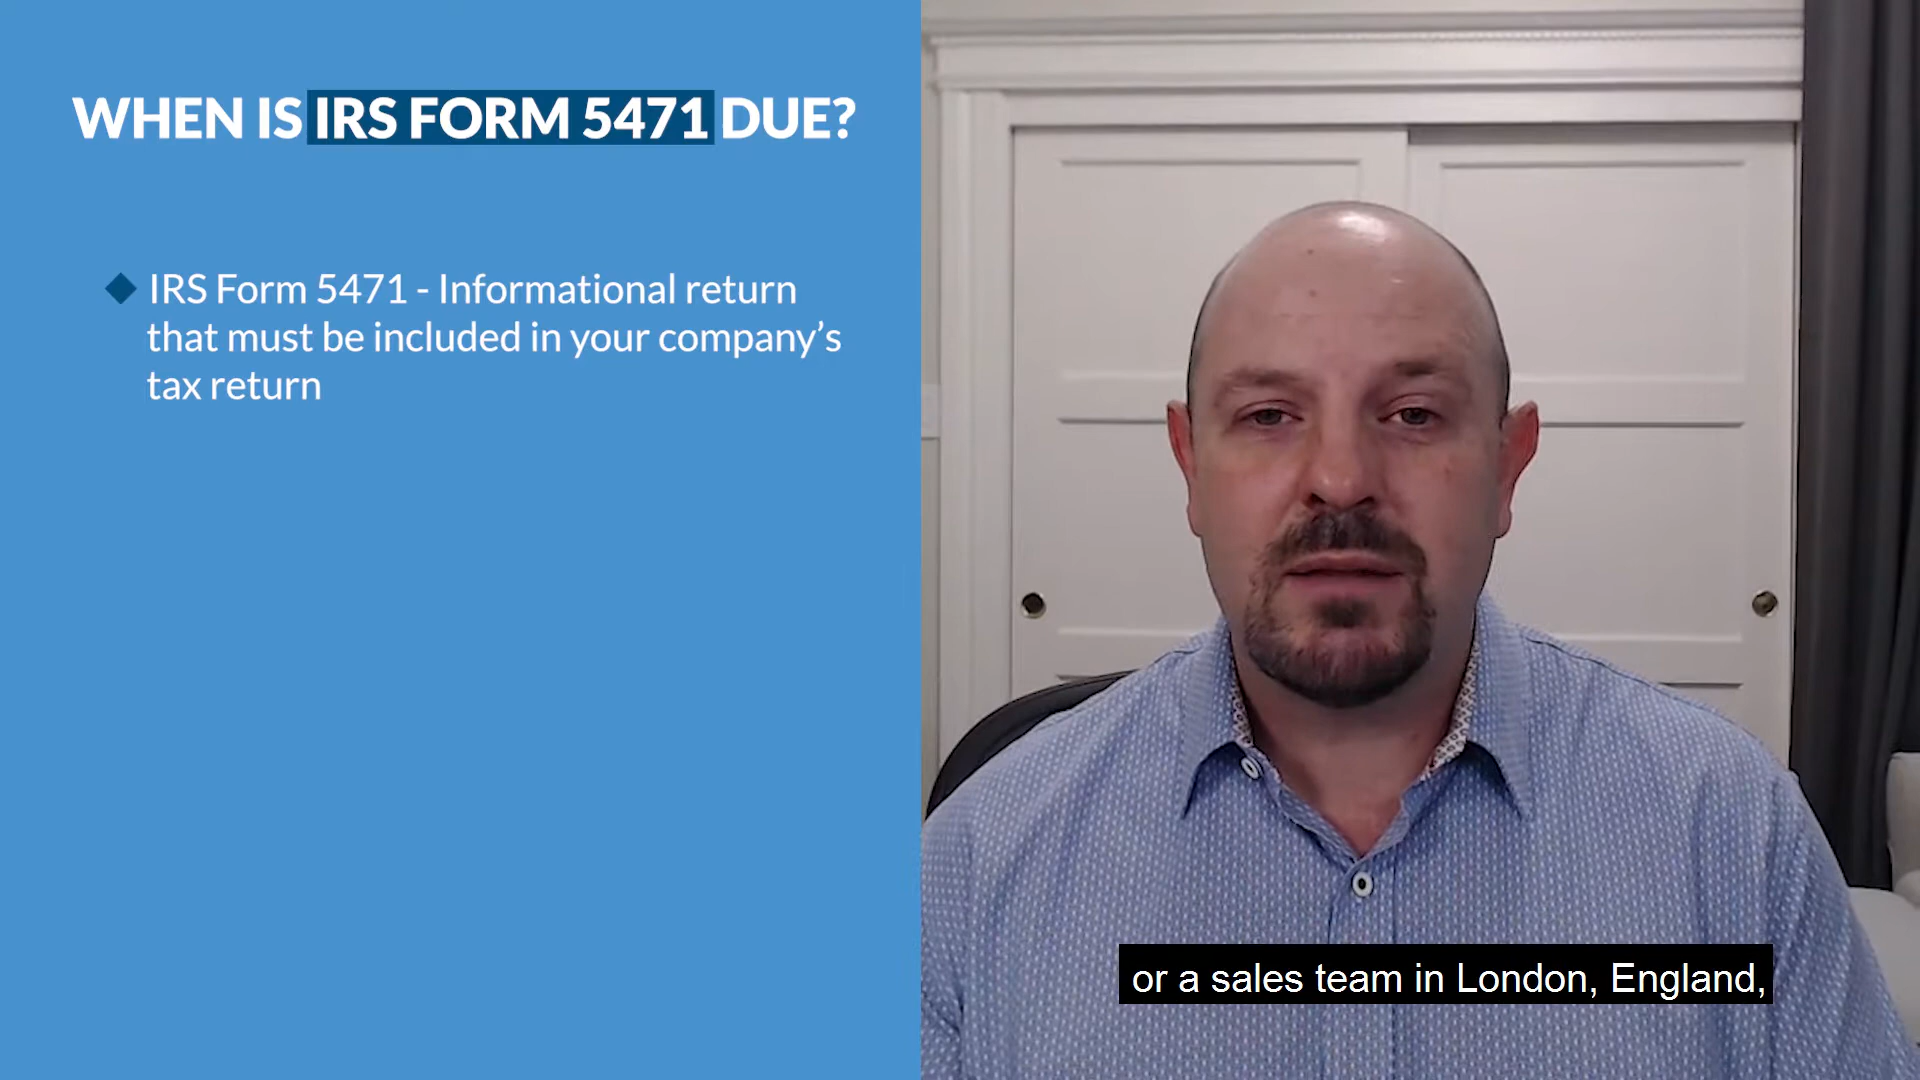 WHEN IS IRS FORM 5471 DUE?
IRS Form 5471 - Informational return
that must be included in your company’s
tax return
or a sales team in London, England,